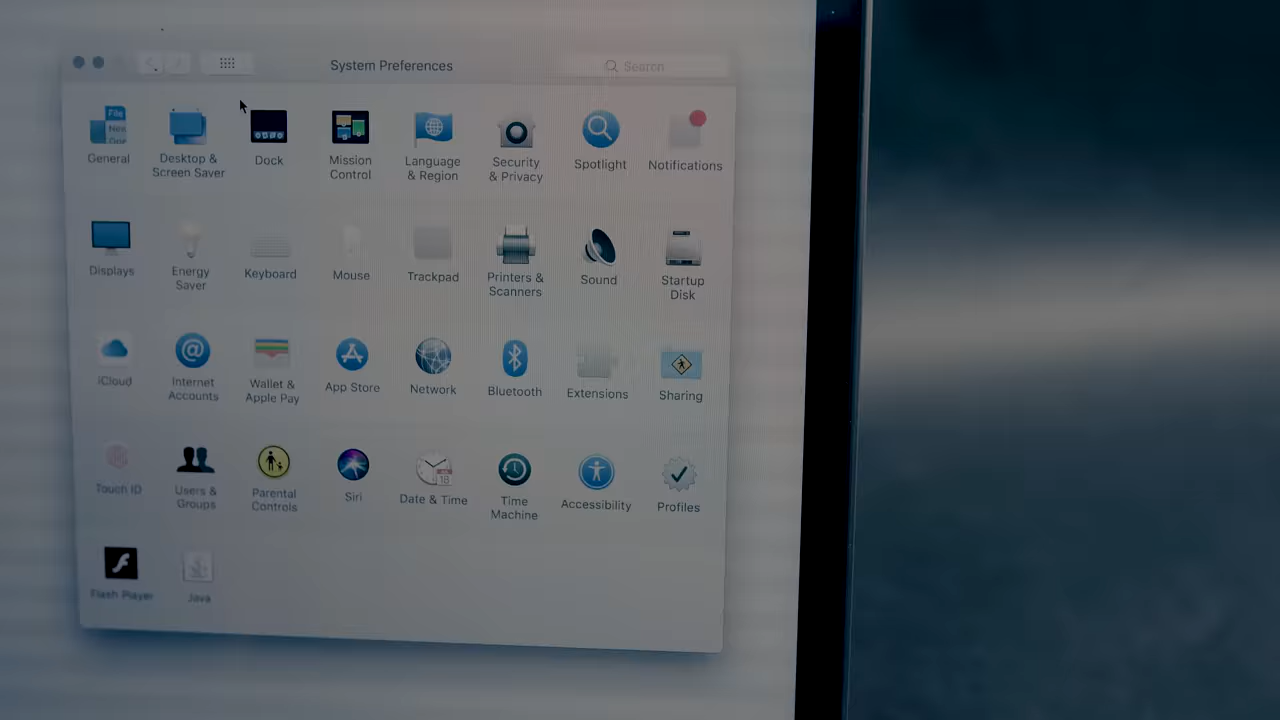 System Preferences
Search
General
Desktop &
Screen Saver
Dock
Mission
Control
Language
& Region
Security
& Privacy
Spotlight
Notifications
Displays
Energy
Saver
Keyboard
Mouse
Trackpad
Printers &
Scanners
Sound
Startup
Disk
iCloud
Internet
Accounts
Wallet &
Apple Pay
App Store
Network
Bluetooth
Extensions
Sharing
Touch ID
Users &
Groups
Parental
Controls
Siri
Date & Time
Time
Machine
Accessibility
Profiles
Flash Player
Java